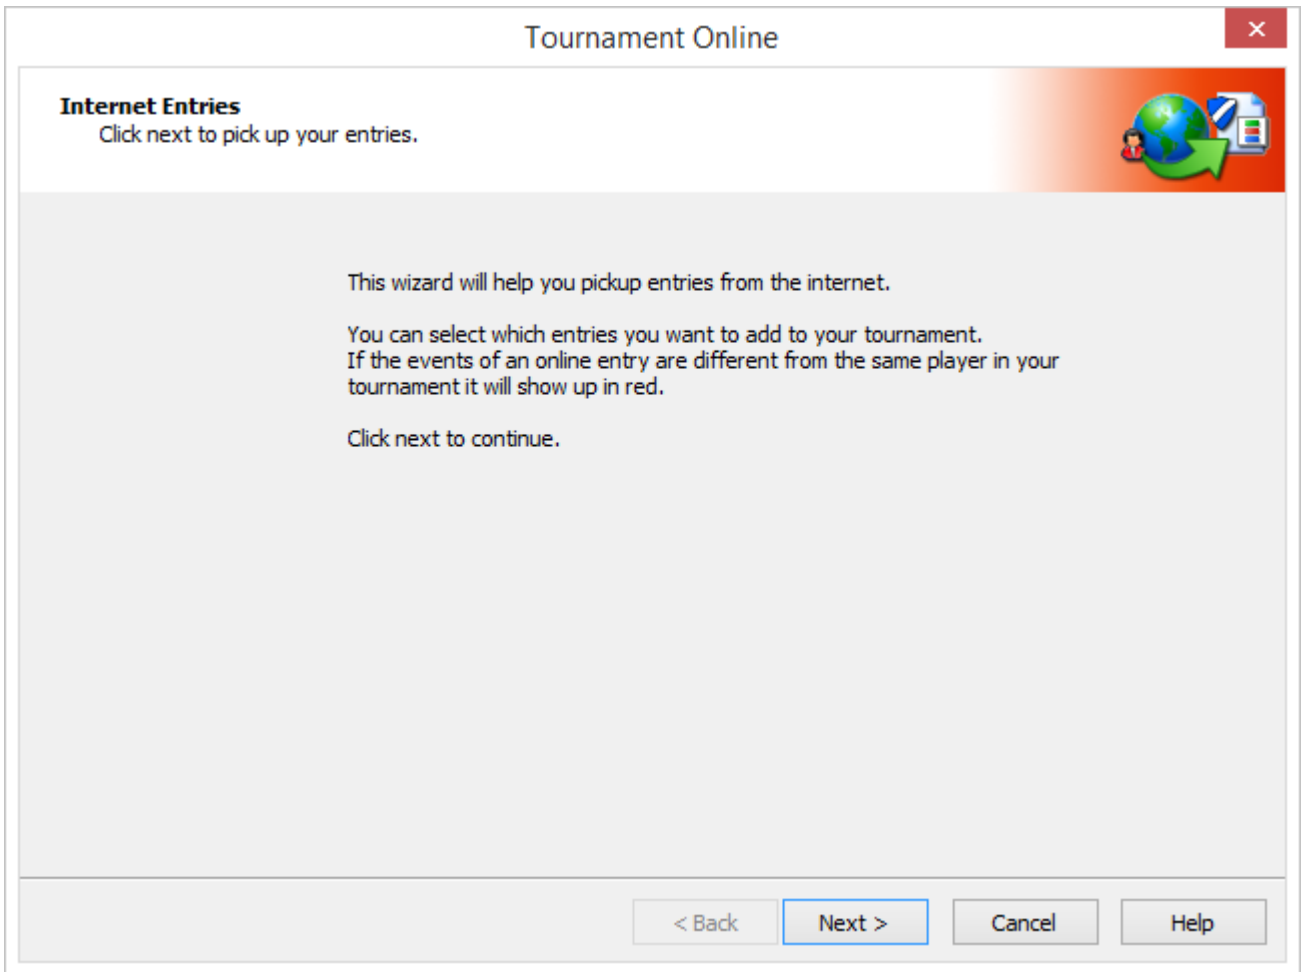 Tournament Online
Internet Entries
Click next to pick up your entries.
This wizard will help you pickup entries from the internet.
You can select which entries you want to add to your tournament.
If the events of an online entry are different from the same player in your
tournament it will show up in red.
Click next to continue.
< Back
Next >
Cancel
Help